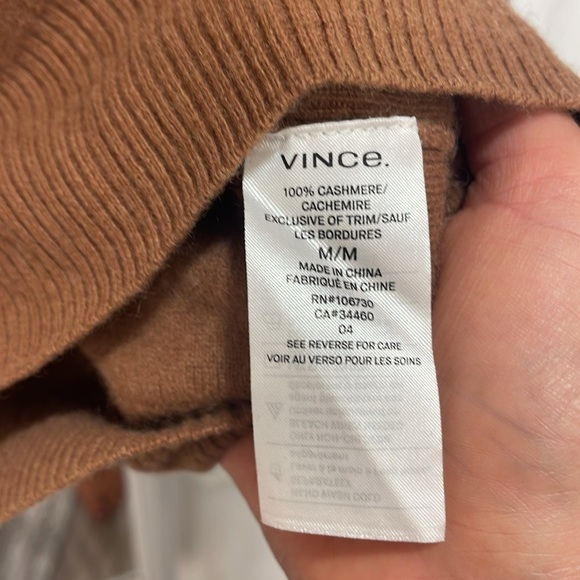 VINCE.
100% CASHMERE/
CACHEMIRE
EXCLUSIVE OF TRIM/SAUF
LES BORDURES
M/M
MADE IN CHINA
FABRIQUÉ EN CHINE
RN#106730
CA#34460
04
SEE REVERSE FOR CARE
VOIR AU VERSO POUR LES SOINS